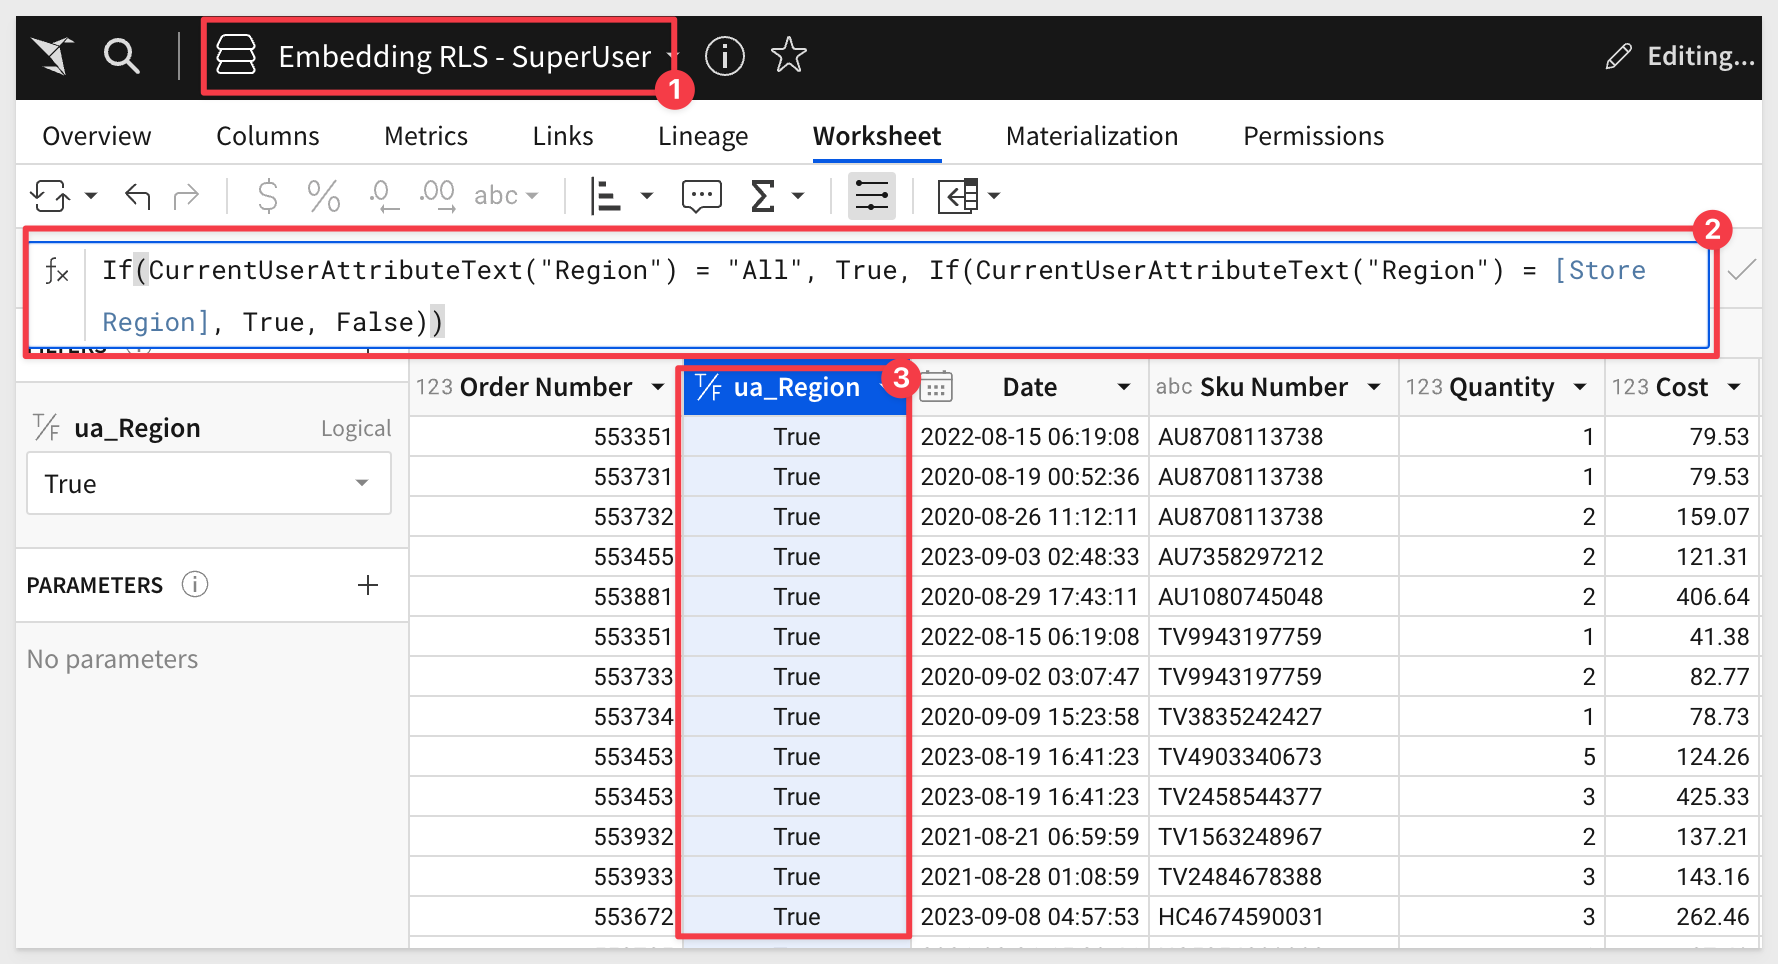 Embedding RLS - SuperUser
1
Editing...
Overview Columns Metrics Links Lineage Worksheet Materialization Permissions
$ % .0 .00 abc Σ
2
fx If(CurrentUserAttributeText("Region") = "All", True, If(CurrentUserAttributeText("Region") = [Store
Region], True, False))
FILTERS
3
123 Order Number T/F ua_Region Date abc Sku Number 123 Quantity 123 Cost
T/F ua_Region Logical
True
PARAMETERS
No parameters
553351 True 2022-08-15 06:19:08 AU8708113738 1 79.53
553731 True 2020-08-19 00:52:36 AU8708113738 1 79.53
553732 True 2020-08-26 11:12:11 AU8708113738 2 159.07
553455 True 2023-09-03 02:48:33 AU7358297212 2 121.31
553881 True 2020-08-29 17:43:11 AU1080745048 2 406.64
553351 True 2022-08-15 06:19:08 TV9943197759 1 41.38
553733 True 2020-09-02 03:07:47 TV9943197759 2 82.77
553734 True 2020-09-09 15:23:58 TV3835242427 1 78.73
553453 True 2023-08-19 16:41:23 TV4903340673 5 124.26
553453 True 2023-08-19 16:41:23 TV2458544377 3 425.33
553932 True 2021-08-21 06:59:59 TV1563248967 2 137.21
553933 True 2021-08-28 01:08:59 TV2484678388 3 143.16
553672 True 2023-09-08 04:57:53 HC4674590031 3 262.46